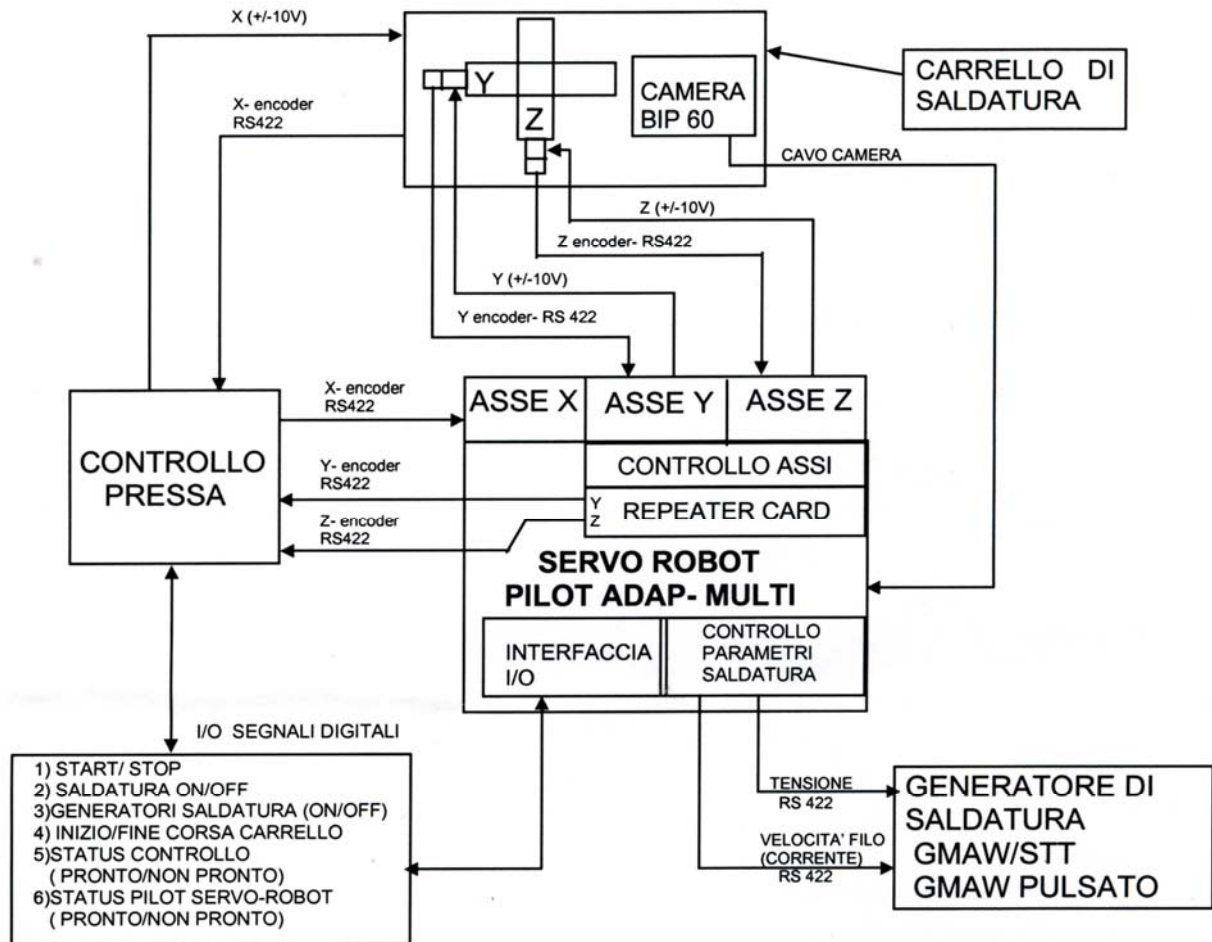 X (+/-10V)
X- encoder
RS422
Y
Z
CAMERA
BIP 60
CARRELLO DI
SALDATURA
CAVO CAMERA
Z (+/-10V)
Z encoder- RS422
Y (+/-10V)
Y encoder- RS 422
CONTROLLO
PRESSA
X- encoder
RS422
Y- encoder
RS422
Z- encoder
RS422
ASSE X
ASSE Y
ASSE Z
CONTROLLO ASSI
Y
Z
REPEATER CARD
SERVO ROBOT
PILOT ADAP- MULTI
INTERFACCIA
I/O
CONTROLLO
PARAMETRI
SALDATURA
I/O SEGNALI DIGITALI
1) START/ STOP
2) SALDATURA ON/OFF
3)GENERATORI SALDATURA (ON/OFF)
4) INIZIO/FINE CORSA CARRELLO
5)STATUS CONTROLLO
( PRONTO/NON PRONTO)
6)STATUS PILOT SERVO-ROBOT
( PRONTO/NON PRONTO)
TENSIONE
RS 422
VELOCITA' FILO
(CORRENTE)
RS 422
GENERATORE DI
SALDATURA
GMAW/STT
GMAW PULSATO